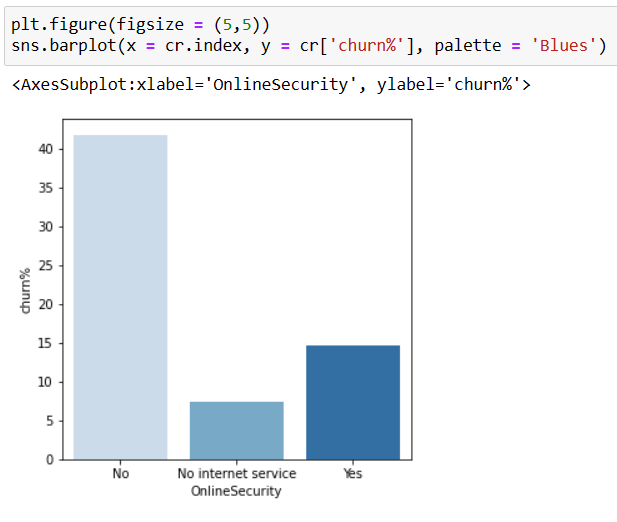 plt.figure(figsize = (5,5))
sns.barplot(x = cr.index, y = cr['churn%'], palette = 'Blues')
<AxesSubplot:xlabel='OnlineSecurity', ylabel='churn%'>
40
35
30
25
20
15
10
5
0
churn%
No No internet service Yes
OnlineSecurity